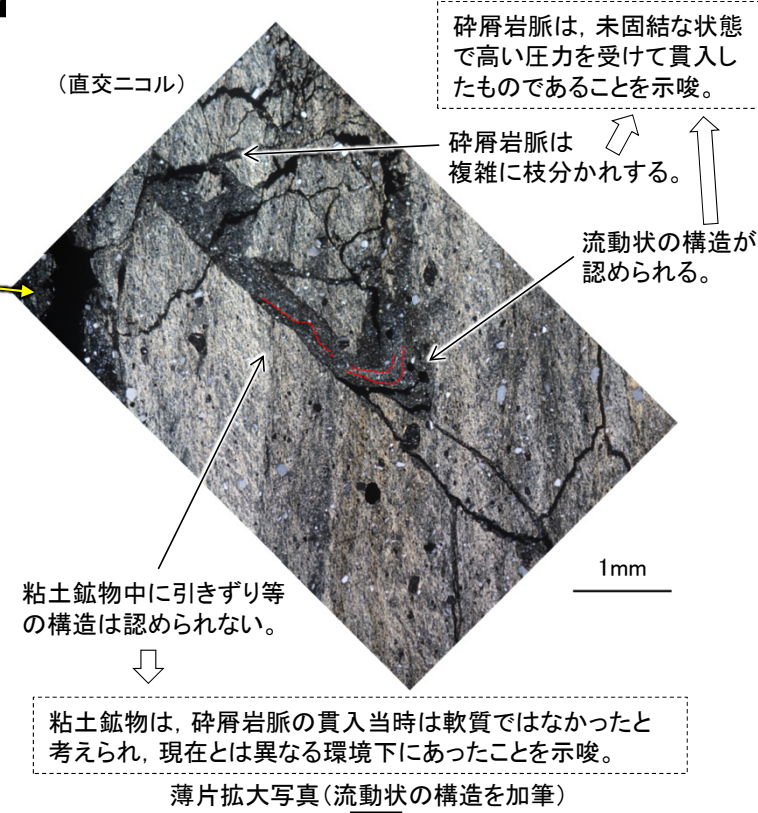 砕屑岩脈は，未固結な状態
で高い圧力を受けて貫入し
たものであることを示唆。
（直交ニコル）
砕屑岩脈は
複雑に枝分かれする。
流動状の構造が
認められる。
1mm
粘土鉱物中に引きずり等
の構造は認められない。
粘土鉱物は，砕屑岩脈の貫入当時は軟質ではなかったと
考えられ，現在とは異なる環境下にあったことを示唆。
薄片拡大写真（流動状の構造を加筆）